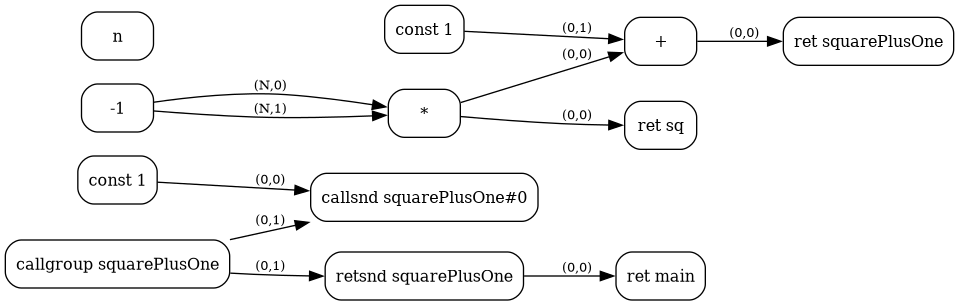 n
const 1
(0,1)
+
(0,0)
ret squarePlusOne
(0,0)
-1
(N,0)
(N,1)
*
(0,0)
ret sq
const 1
(0,0)
callsnd squarePlusOne#0
(0,1)
callgroup squarePlusOne
(0,1)
retsnd squarePlusOne
(0,0)
ret main